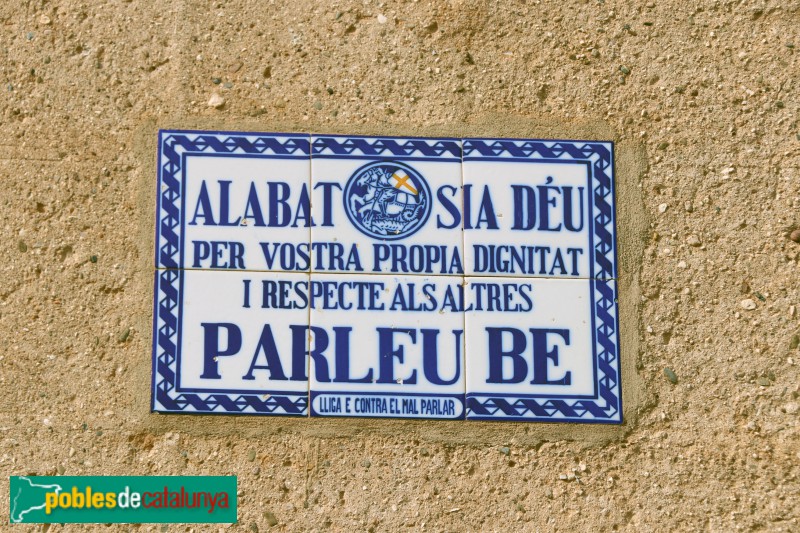 ALABAT SIA DÉU
PER VOSTRA PROPIA DIGNITAT
I RESPECTE ALS ALTRES
PARLEU BE
LLIGA E CONTRA EL MAL PARLAR
poblesdecatalunya